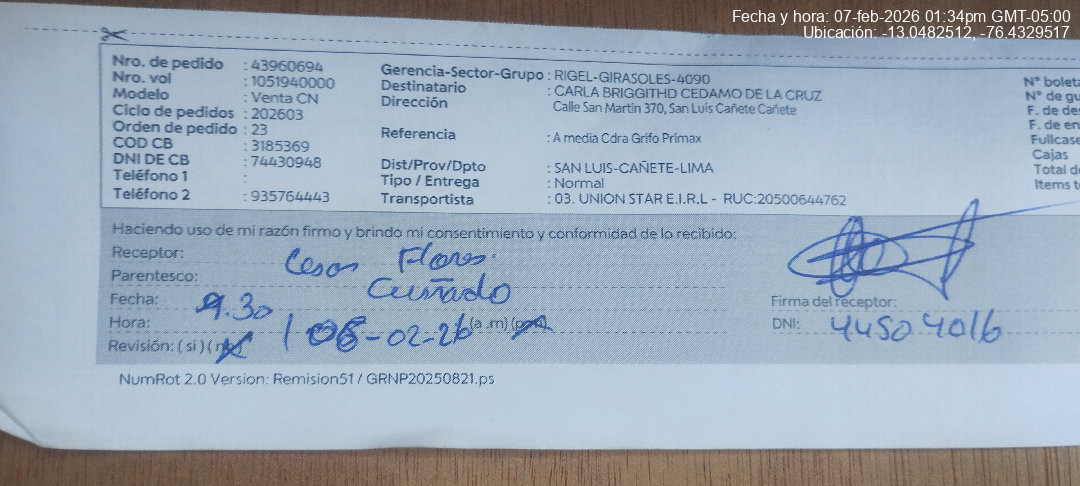 Fecha y hora: 07-feb-2026 01:34pm GMT-05:00
Ubicación: -13.0482512, -76.4329517
Nro. de pedido : 43960694
Nro. vol : 1051940000
Modelo : Venta CN
Ciclo de pedidos : 202603
Orden de pedido : 23
COD CB : 3185369
DNI DE CB : 74430948
Teléfono 1 :
Teléfono 2 : 935764443
Gerencia-Sector-Grupo : RIGEL-GIRASOLES-4090
Destinatario : CARLA BRIGGITHD CEDAMO DE LA CRUZ
Dirección Calle San Martin 370, San Luis Cañete Cañete
Referencia : A media Cdra Grifo Primax
Dist/Prov/Dpto : SAN LUIS-CAÑETE-LIMA
Tipo / Entrega : Normal
Transportista : 03. UNION STAR E.I.R.L - RUC:20500644762
N° boleta
N° de gu
F. de de
F. de en
Fullcase
Cajas
Total d
Items t
Haciendo uso de mi razón firmo y brindo mi consentimiento y conformidad de lo recibido:
Receptor: Cesar Flores.
Parentesco: Cuñado
Fecha: 9.30
Hora: 06-02-26 (a .m) (pm)
Revisión: ( si ) ( no )
Firma del receptor:
DNI: 44504016
NumRot 2.0 Version: Remision51 / GRNP20250821.ps